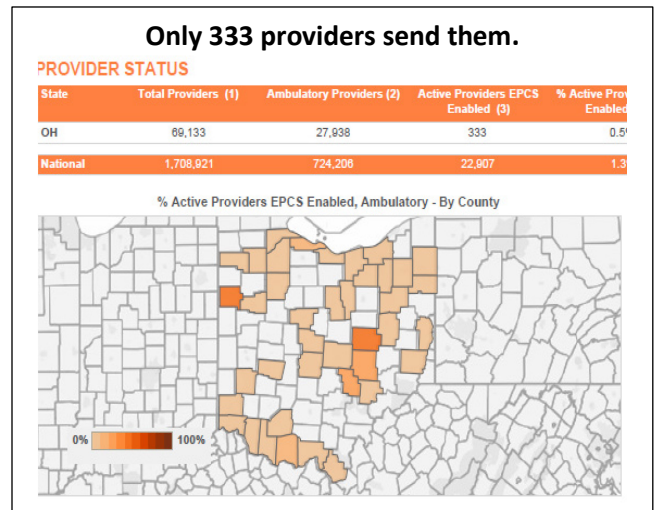 Only 333 providers send them.
PROVIDER STATUS
State Total Providers (1) Ambulatory Providers (2) Active Providers EPCS Enabled (3) % Active Enabled
OH 69,133 27,938 333
National 1,708,921 724,206 22,907
% Active Providers EPCS Enabled, Ambulatory - By County
0% 100%